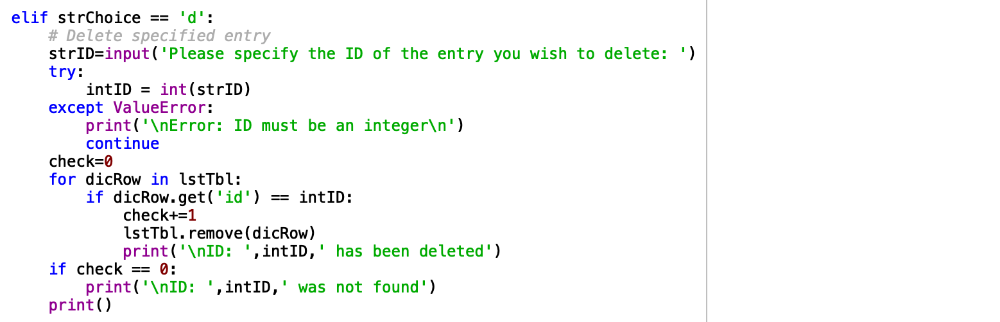 elif strChoice == 'd':
    # Delete specified entry
    strID=input('Please specify the ID of the entry you wish to delete: ')
    try:
        intID = int(strID)
    except ValueError:
        print('\nError: ID must be an integer\n')
        continue
    check=0
    for dicRow in lstTbl:
        if dicRow.get('id') == intID:
            check+=1
            lstTbl.remove(dicRow)
            print('\nID: ',intID,' has been deleted')
    if check == 0:
        print('\nID: ',intID,' was not found')
    print()